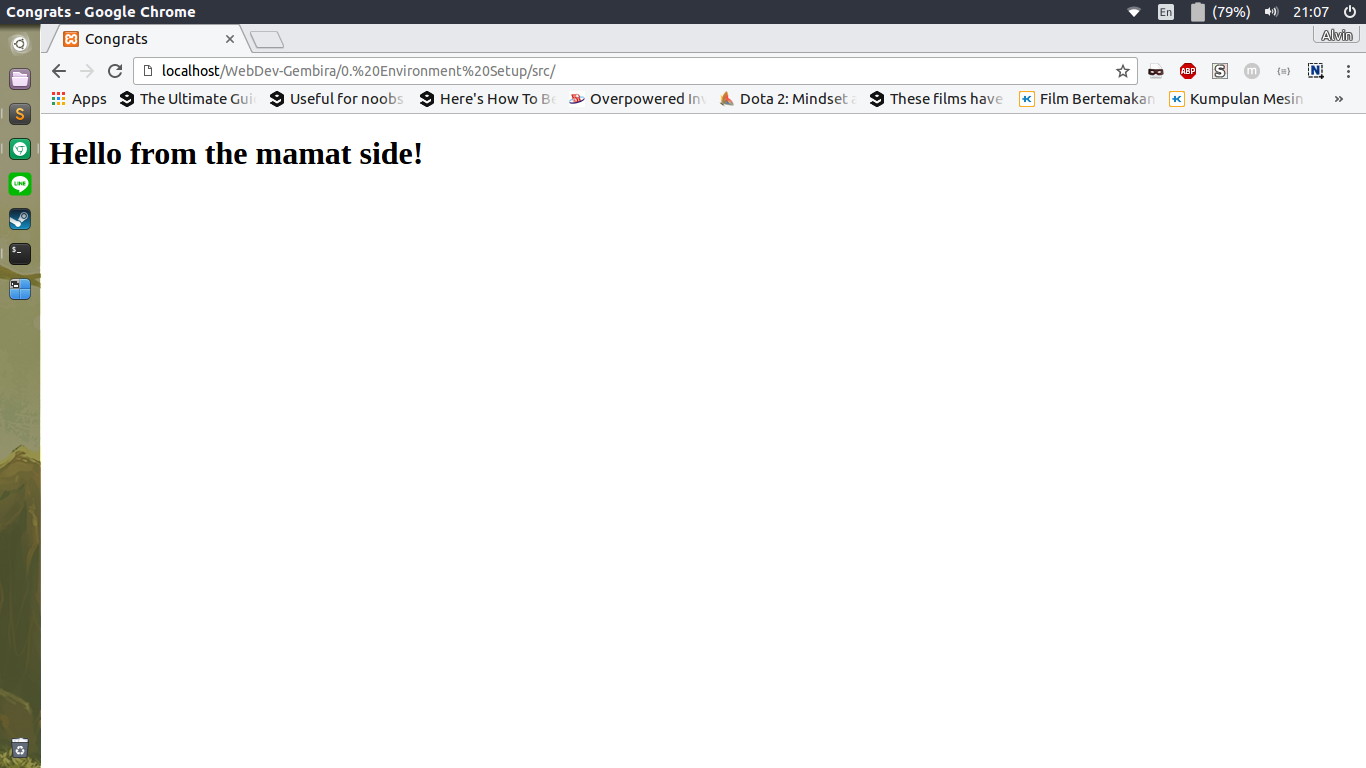 Congrats - Google Chrome En (79%) 21:07
Congrats Alvin
localhost/WebDev-Gembira/0.%20Environment%20Setup/src/ ABP S m {≡} N
Apps The Ultimate Gui Useful for noobs Here's How To Be Overpowered Inv Dota 2: Mindset a These films have Film Bertemakan Kumpulan Mesin »
Hello from the mamat side!
S
LINE
$_